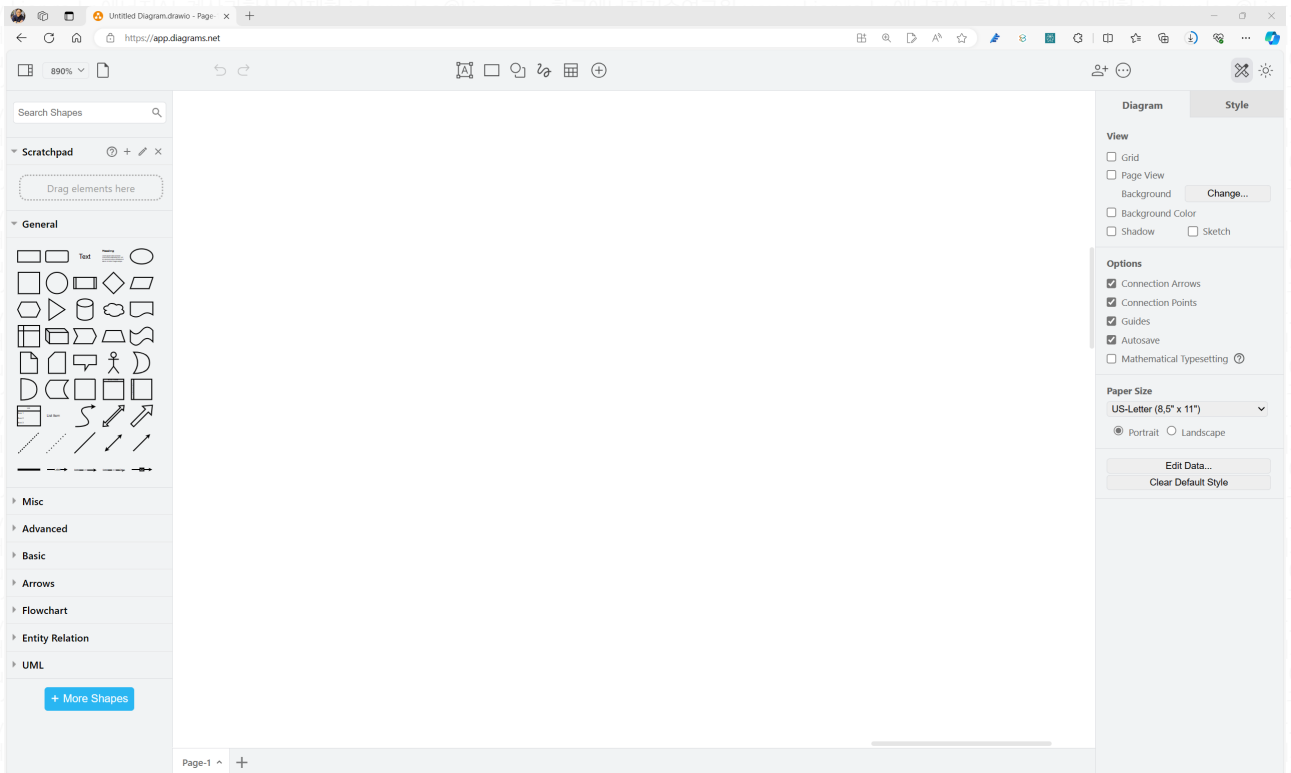 Untitled Diagram.drawio - Page-
https://app.diagrams.net
890%
Search Shapes
Scratchpad
Drag elements here
General
Text
Heading
List Item
Misc
Advanced
Basic
Arrows
Flowchart
Entity Relation
UML
+ More Shapes
Page-1
Diagram
Style
View
Grid
Page View
Background
Change...
Background Color
Shadow
Sketch
Options
Connection Arrows
Connection Points
Guides
Autosave
Mathematical Typesetting
Paper Size
US-Letter (8,5" x 11")
Portrait
Landscape
Edit Data...
Clear Default Style